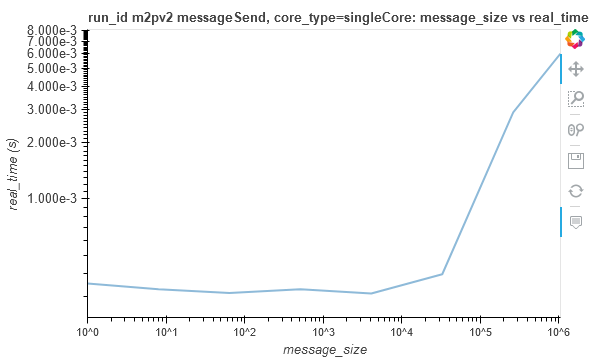 run_id m2pv2 messageSend, core_type=singleCore: message_size vs real_time
8.000e-3
7.000e-3
6.000e-3
5.000e-3
4.000e-3
3.000e-3
2.000e-3
1.000e-3
real_time (s)
10^0 10^1 10^2 10^3 10^4 10^5 10^6
message_size